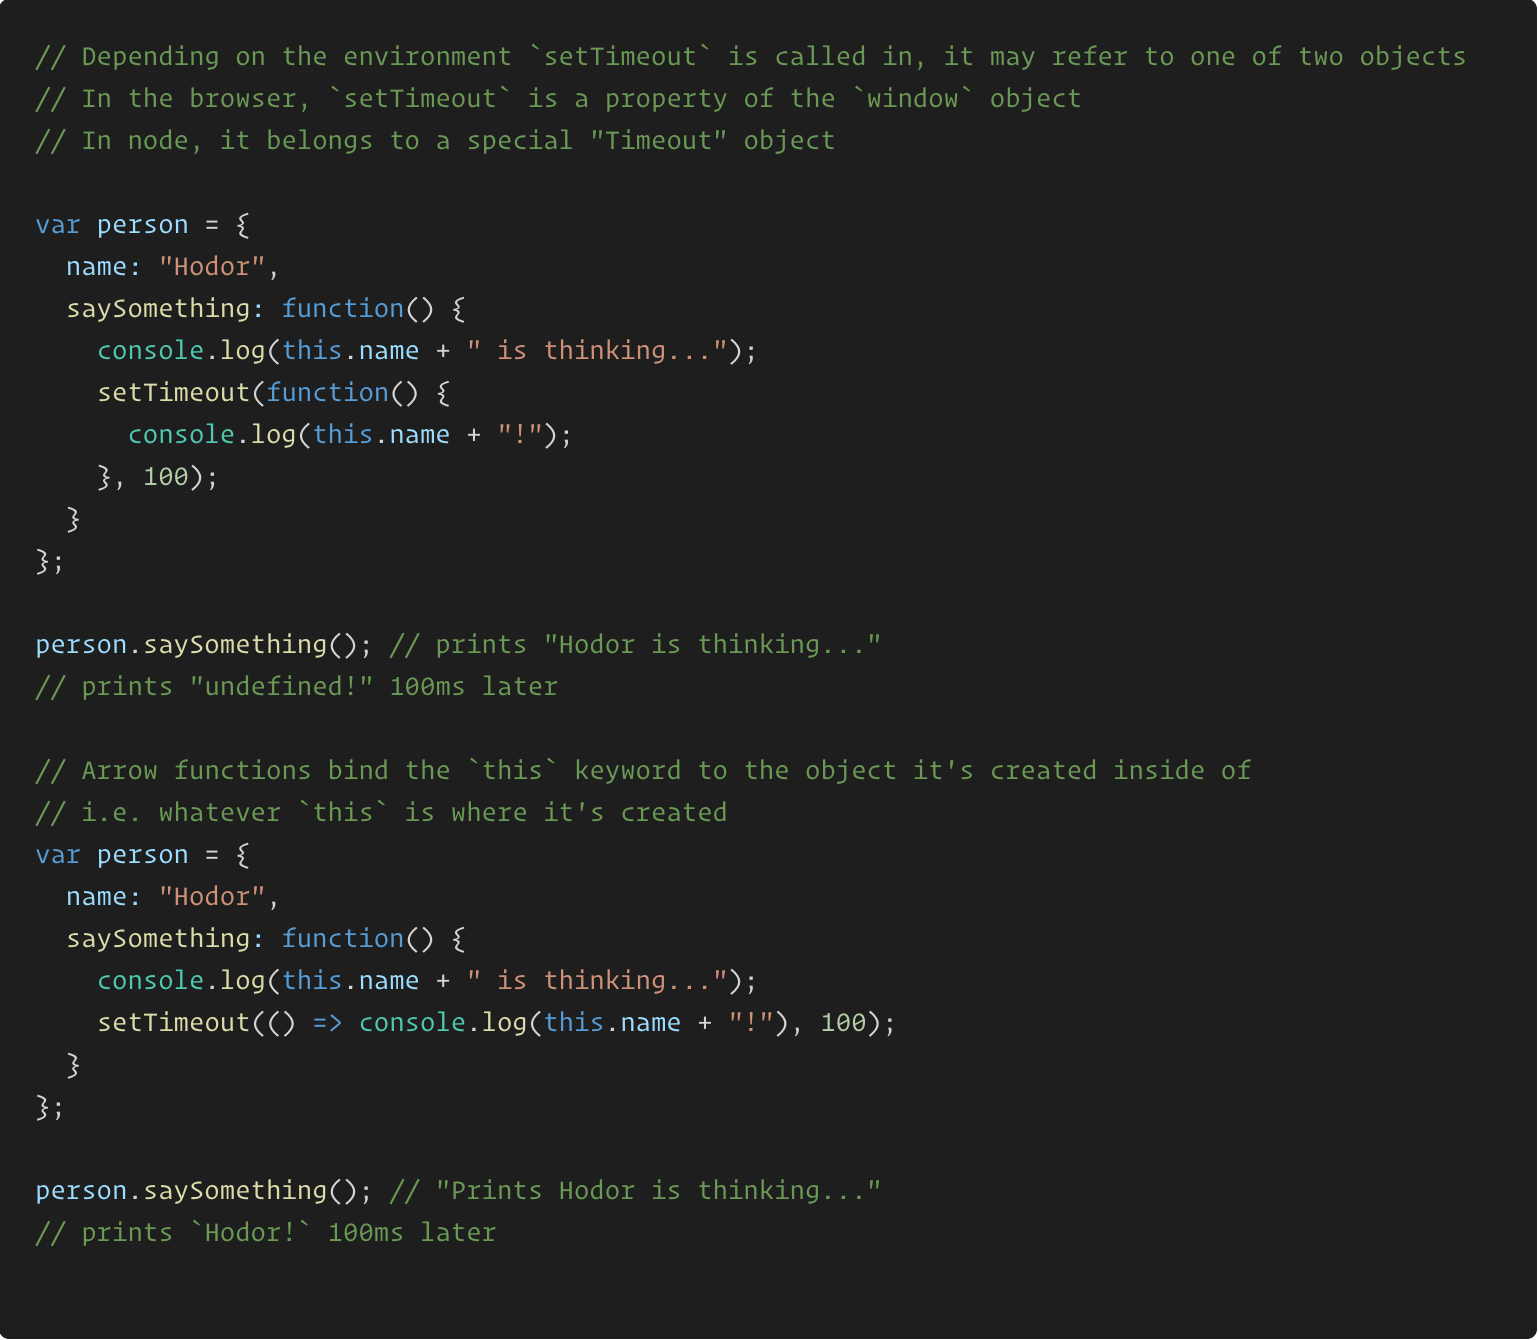 // Depending on the environment `setTimeout` is called in, it may refer to one of two objects
// In the browser, `setTimeout` is a property of the `window` object
// In node, it belongs to a special "Timeout" object

var person = {
  name: "Hodor",
  saySomething: function() {
    console.log(this.name + " is thinking...");
    setTimeout(function() {
      console.log(this.name + "!");
    }, 100);
  }
};

person.saySomething(); // prints "Hodor is thinking..."
// prints "undefined!" 100ms later

// Arrow functions bind the `this` keyword to the object it's created inside of
// i.e. whatever `this` is where it's created
var person = {
  name: "Hodor",
  saySomething: function() {
    console.log(this.name + " is thinking...");
    setTimeout(() => console.log(this.name + "!"), 100);
  }
};

person.saySomething(); // "Prints Hodor is thinking..."
// prints `Hodor!` 100ms later